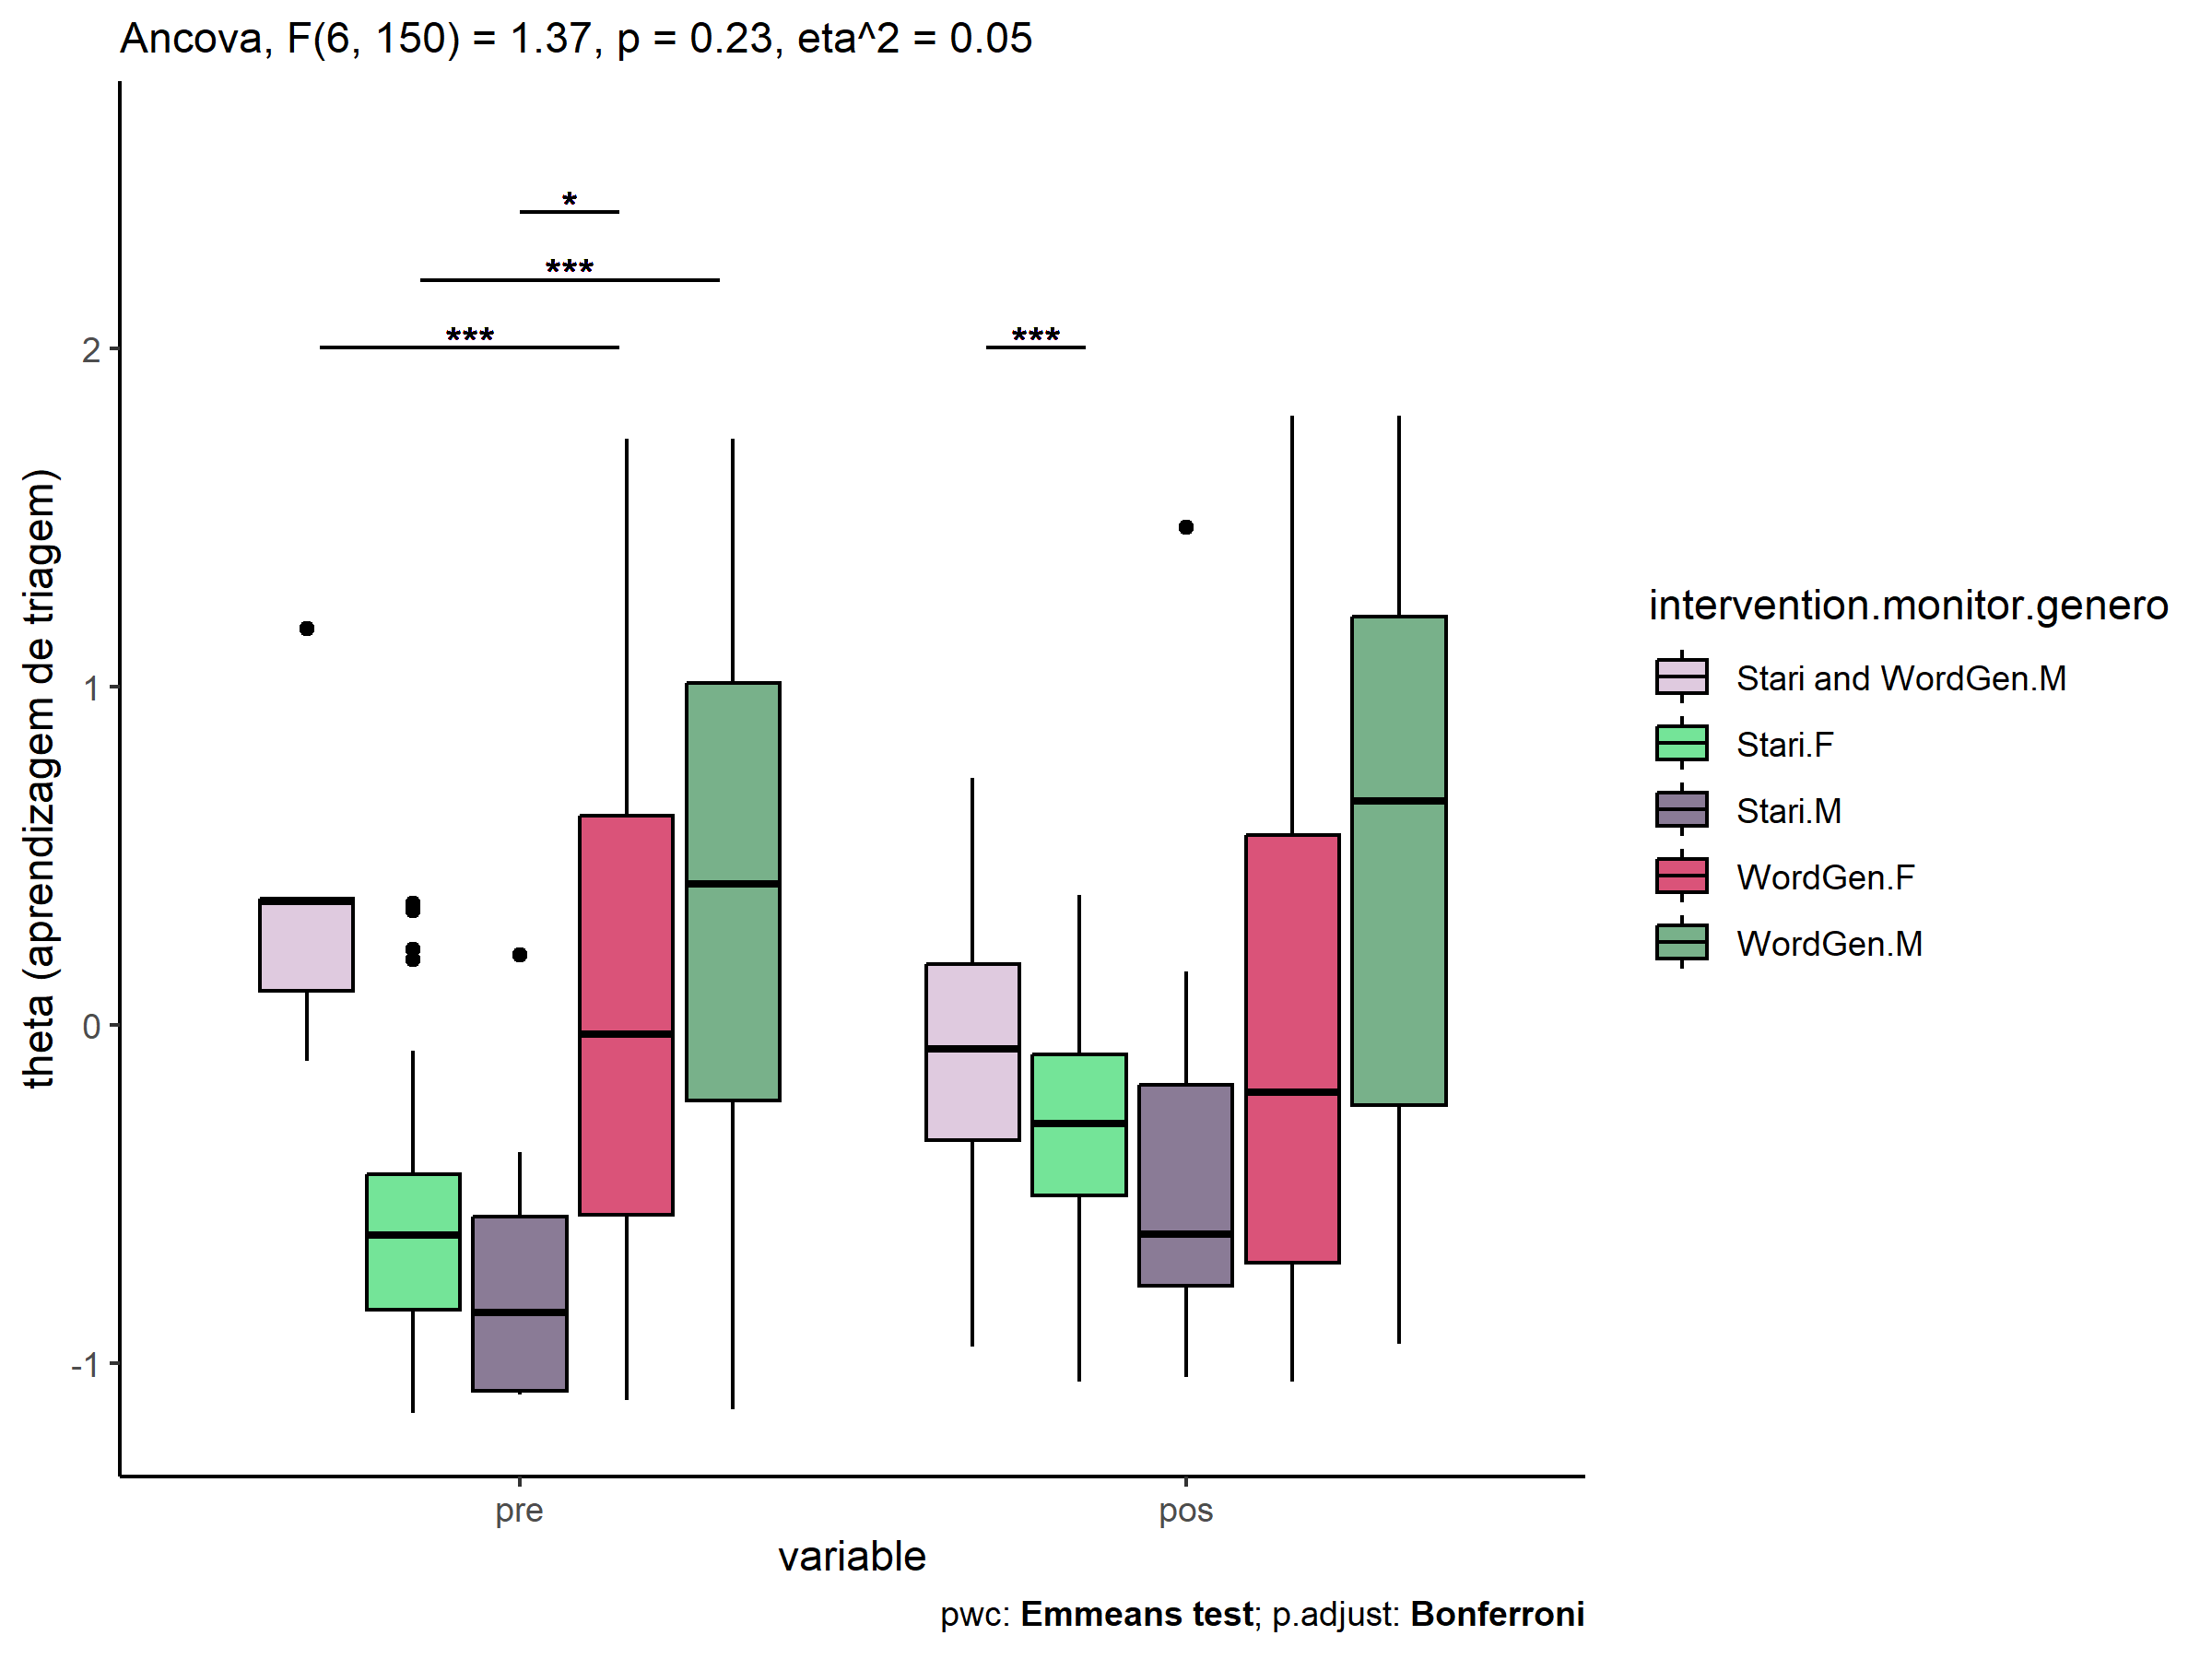 Ancova, F(6, 150) = 1.37, p = 0.23, eta^2 = 0.05
*
***
***
***
2
1
0
-1
theta (aprendizagem de triagem)
pre
pos
variable
pwc: Emmeans test; p.adjust: Bonferroni
intervention.monitor.genero
Stari and WordGen.M
Stari.F
Stari.M
WordGen.F
WordGen.M